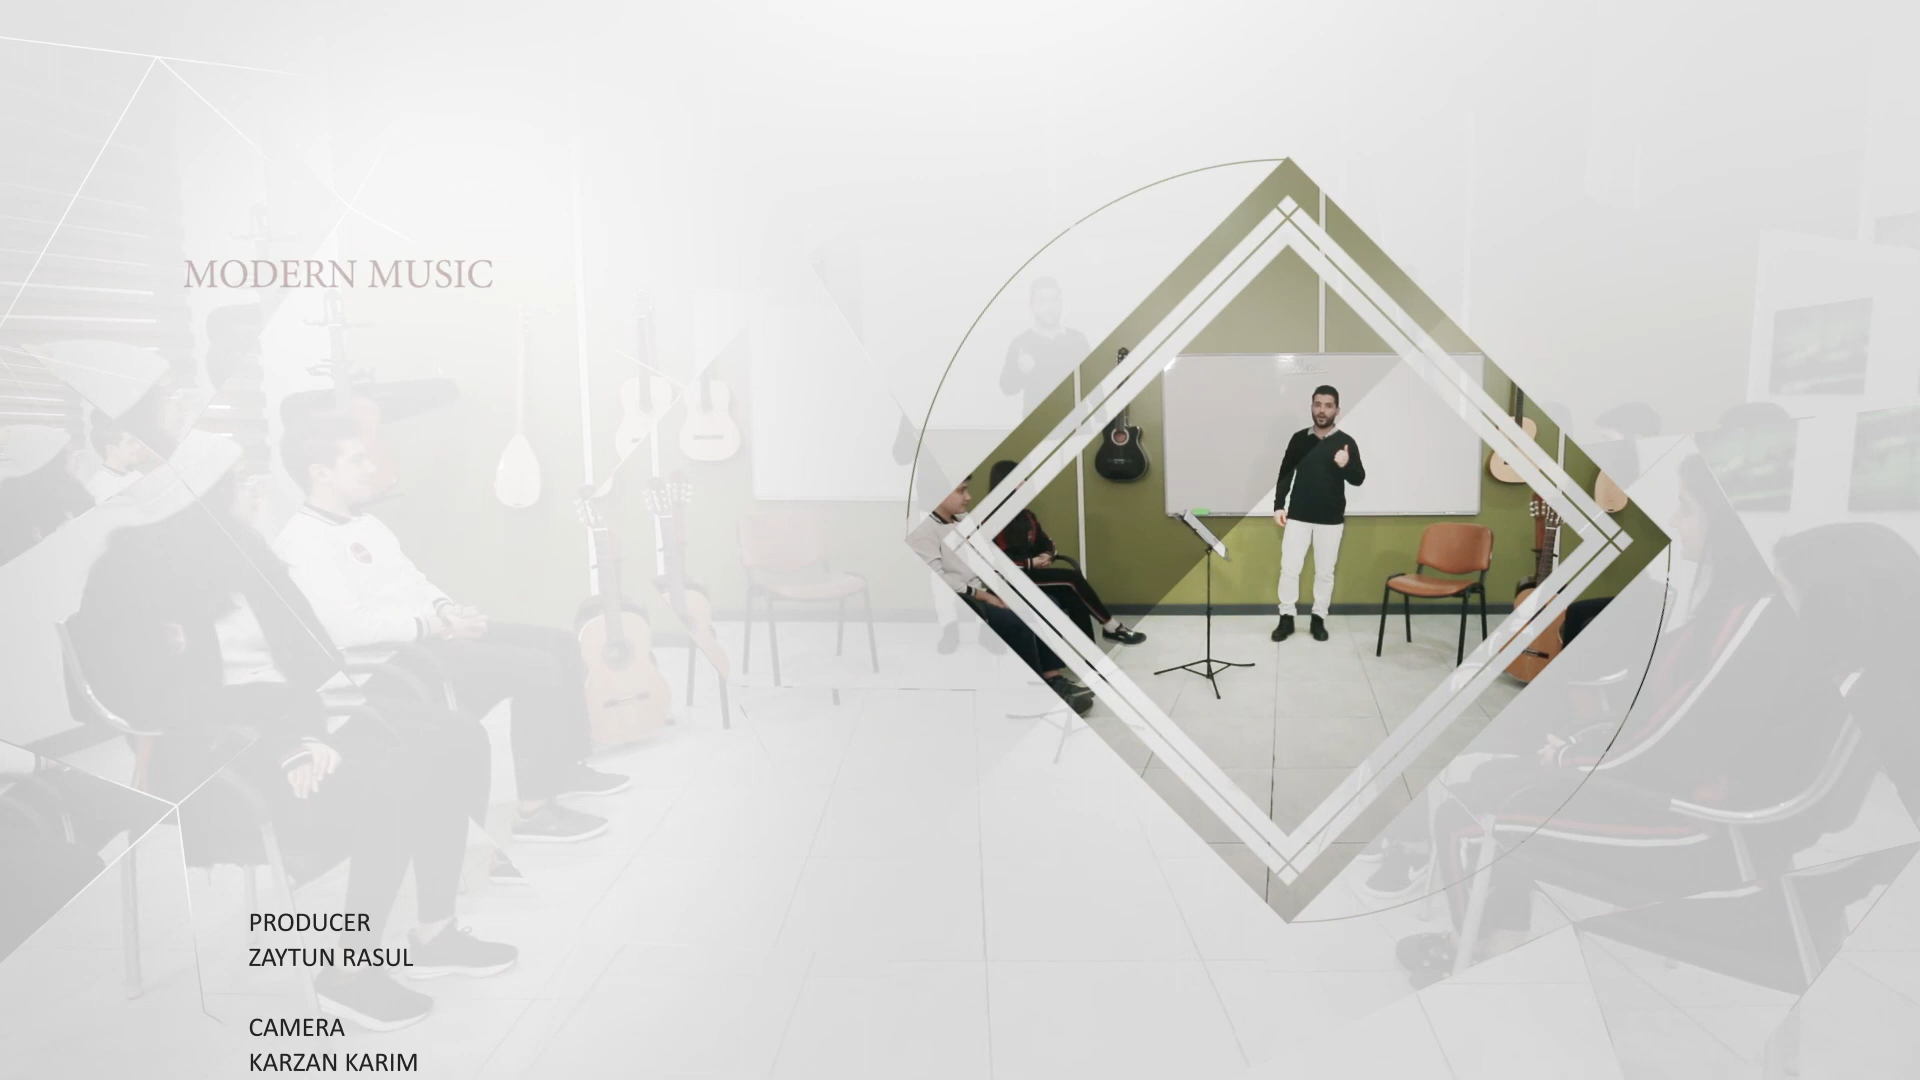 MODERN MUSIC
PRODUCER
ZAYTUN RASUL
CAMERA
KARZAN KARIM